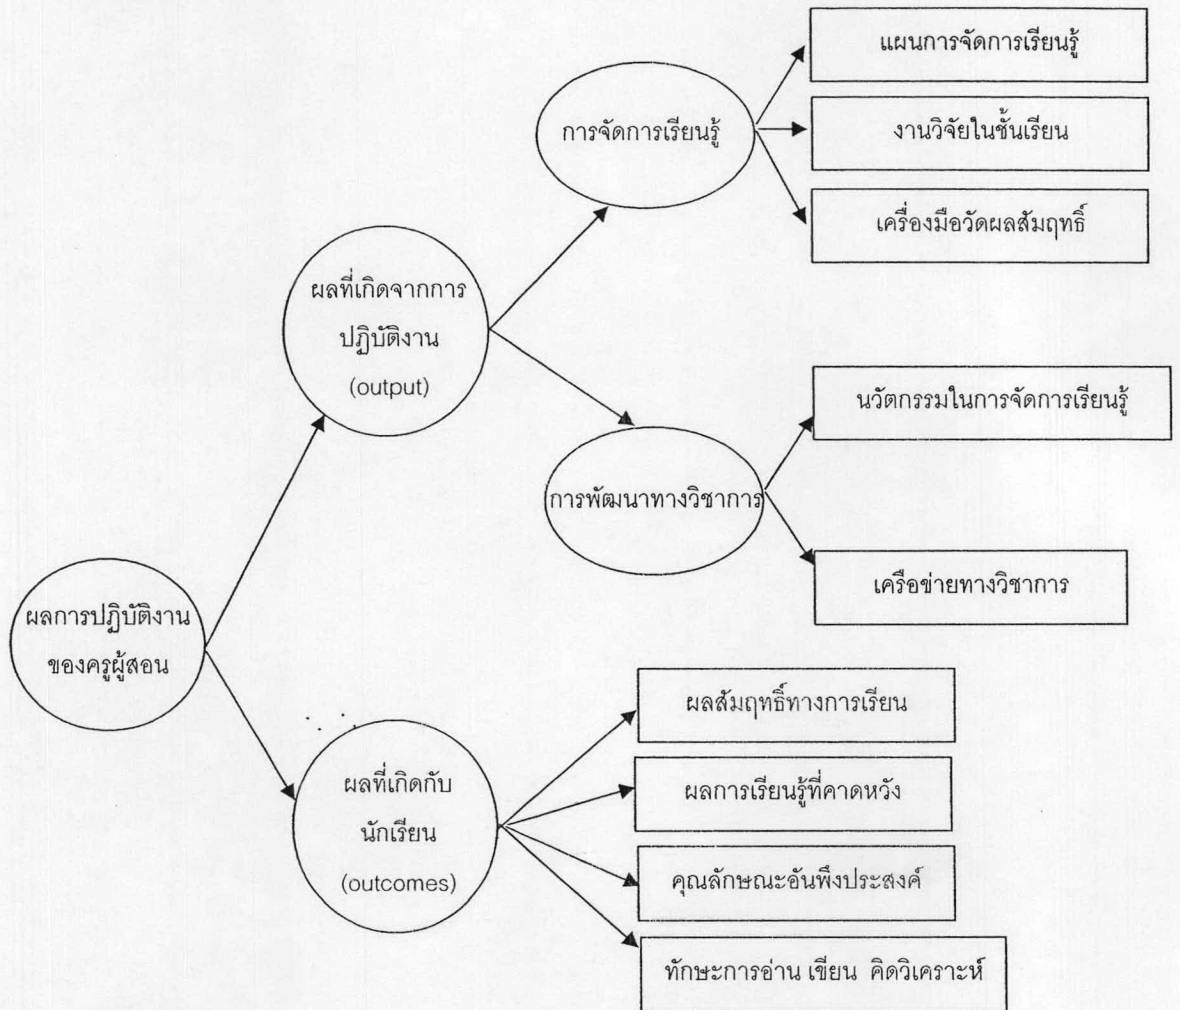 แผนการจัดการเรียนรู้
การจัดการเรียนรู้
งานวิจัยในชั้นเรียน
เครื่องมือวัดผลสัมฤทธิ์
ผลที่เกิดจากการ
ปฏิบัติงาน
(output)
นวัตกรรมในการจัดการเรียนรู้
การพัฒนาทางวิชาการ
เครือข่ายทางวิชาการ
ผลการปฏิบัติงาน
ของครูผู้สอน
ผลสัมฤทธิ์ทางการเรียน
ผลที่เกิดกับ
นักเรียน
(outcomes)
ผลการเรียนรู้ที่คาดหวัง
คุณลักษณะอันพึงประสงค์
ทักษะการอ่าน เขียน คิดวิเคราะห์